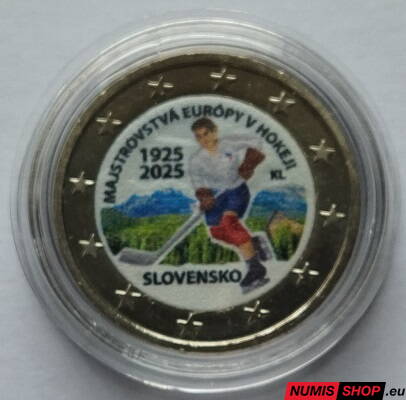 MAJSTROVSTVÁ EURÓPY V HOKEJI
1925
2025
KL
SLOVENSKO
NUMIS SHOP.eu